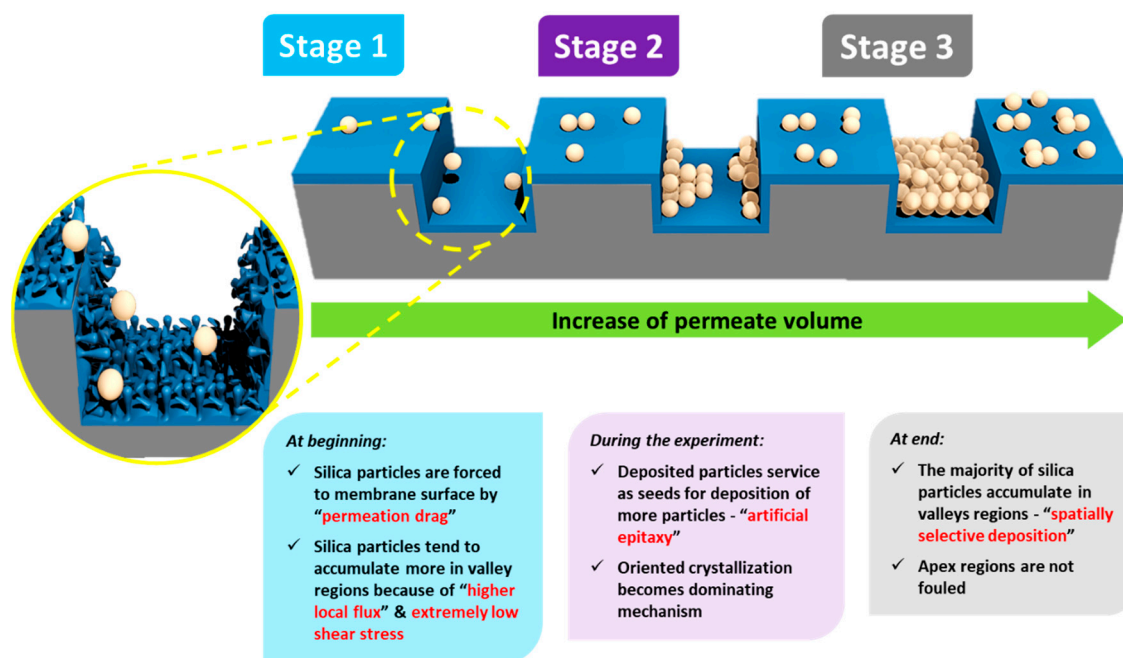 Stage 1
Stage 2
Stage 3
Increase of permeate volume
At beginning:
✓ Silica particles are forced
to membrane surface by
“permeation drag”
✓ Silica particles tend to
accumulate more in valley
regions because of “higher
local flux” & extremely low
shear stress
During the experiment:
✓ Deposited particles service
as seeds for deposition of
more particles - “artificial
epitaxy”
✓ Oriented crystallization
becomes dominating
mechanism
At end:
✓ The majority of silica
particles accumulate in
valleys regions - “spatially
selective deposition”
✓ Apex regions are not
fouled